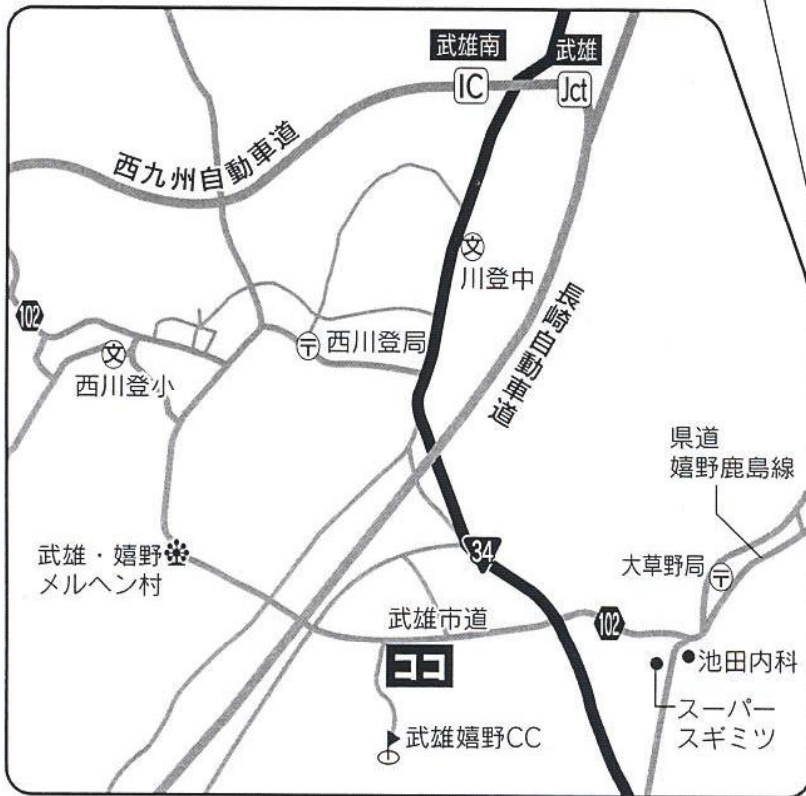 武雄南
武雄
IC
Jct
西九州自動車道
文
川登中
102
〒
西川登局
文
西川登小
長崎自動車道
県道
嬉野鹿島線
34
武雄・嬉野
メルヘン村
大草野局
〒
武雄市道
102
ココ
池田内科
スーパー
スギミツ
武雄嬉野CC